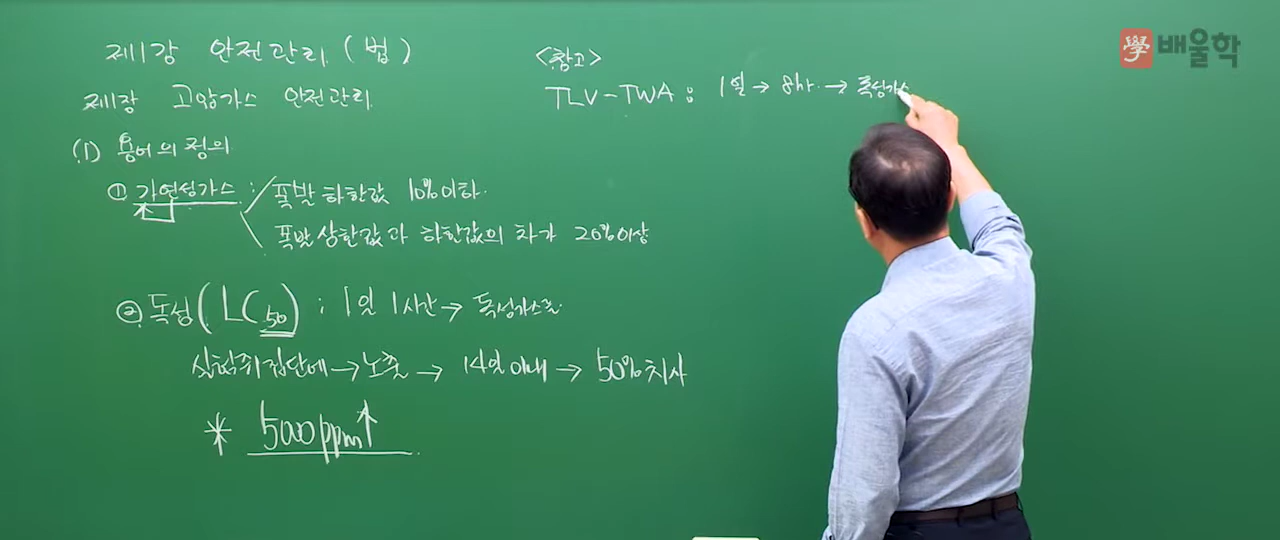 제1강 안전관리 (법)
제1장 고압가스 안전관리
(1) 용어의 정의
① 가연성가스 : 폭발하한값 10%이하.
폭발상한값과 하한값의 차가 20%이상
② 독성 (LC50) ; 1일 1시간 → 독성가스를
실험쥐집단에 → 노출 → 14일이내 → 50%치사
* 5000ppm↑
<참고>
TLV-TWA ; 1일 → 8hr. → 독성가스
學 배울학